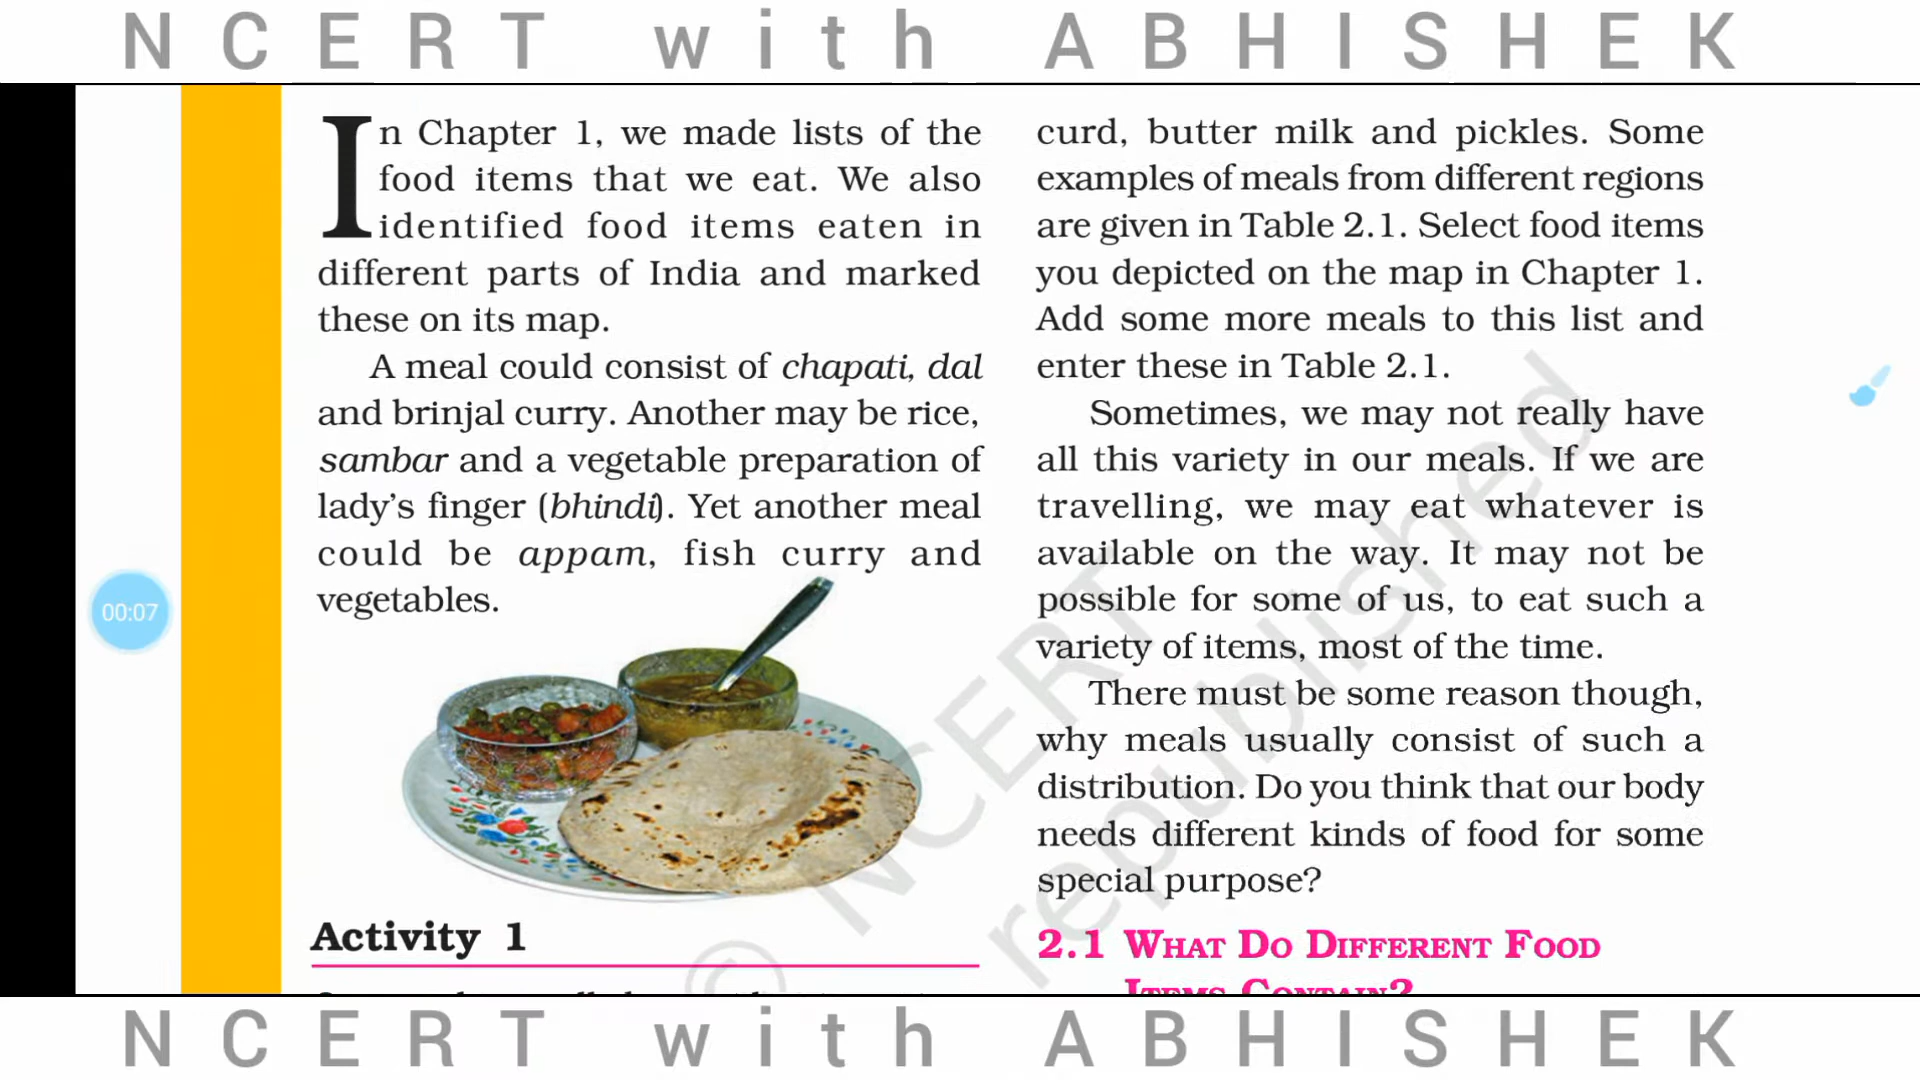 NCERT with ABHISHEK
In Chapter 1, we made lists of the
food items that we eat. We also
identified food items eaten in
different parts of India and marked
these on its map.
A meal could consist of chapati, dal
and brinjal curry. Another may be rice,
sambar and a vegetable preparation of
lady's finger (bhindi). Yet another meal
could be appam, fish curry and
vegetables.
00:07
Activity 1
curd, butter milk and pickles. Some
examples of meals from different regions
are given in Table 2.1. Select food items
you depicted on the map in Chapter 1.
Add some more meals to this list and
enter these in Table 2.1.
Sometimes, we may not really have
all this variety in our meals. If we are
travelling, we may eat whatever is
available on the way. It may not be
possible for some of us, to eat such a
variety of items, most of the time.
There must be some reason though,
why meals usually consist of such a
distribution. Do you think that our body
needs different kinds of food for some
special purpose?
2.1 WHAT DO DIFFERENT FOOD
ITEMS CONTAIN?
© NCERT
republished
NCERT with ABHISHEK